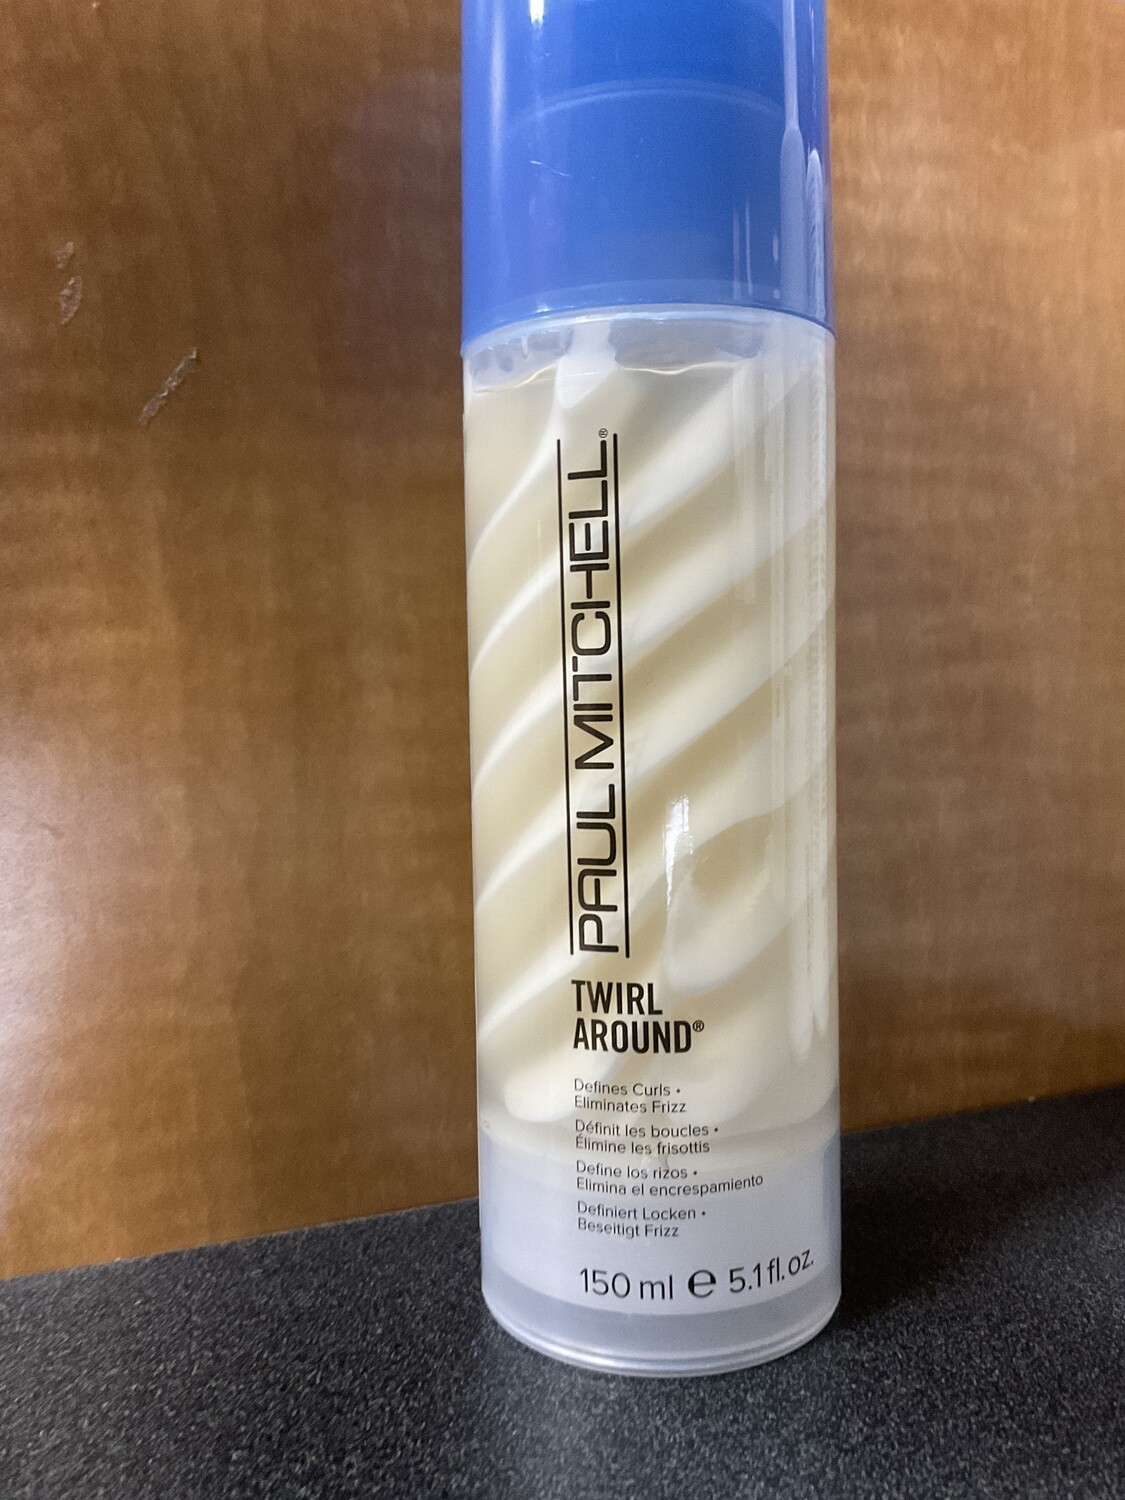 PAUL MITCHELL®
TWIRL
AROUND®
Defines Curls •
Eliminates Frizz
Définit les boucles •
Élimine les frisottis
Define los rizos •
Elimina el encrespamiento
Definiert Locken •
Beseitigt Frizz
150 ml e 5.1 fl. oz.